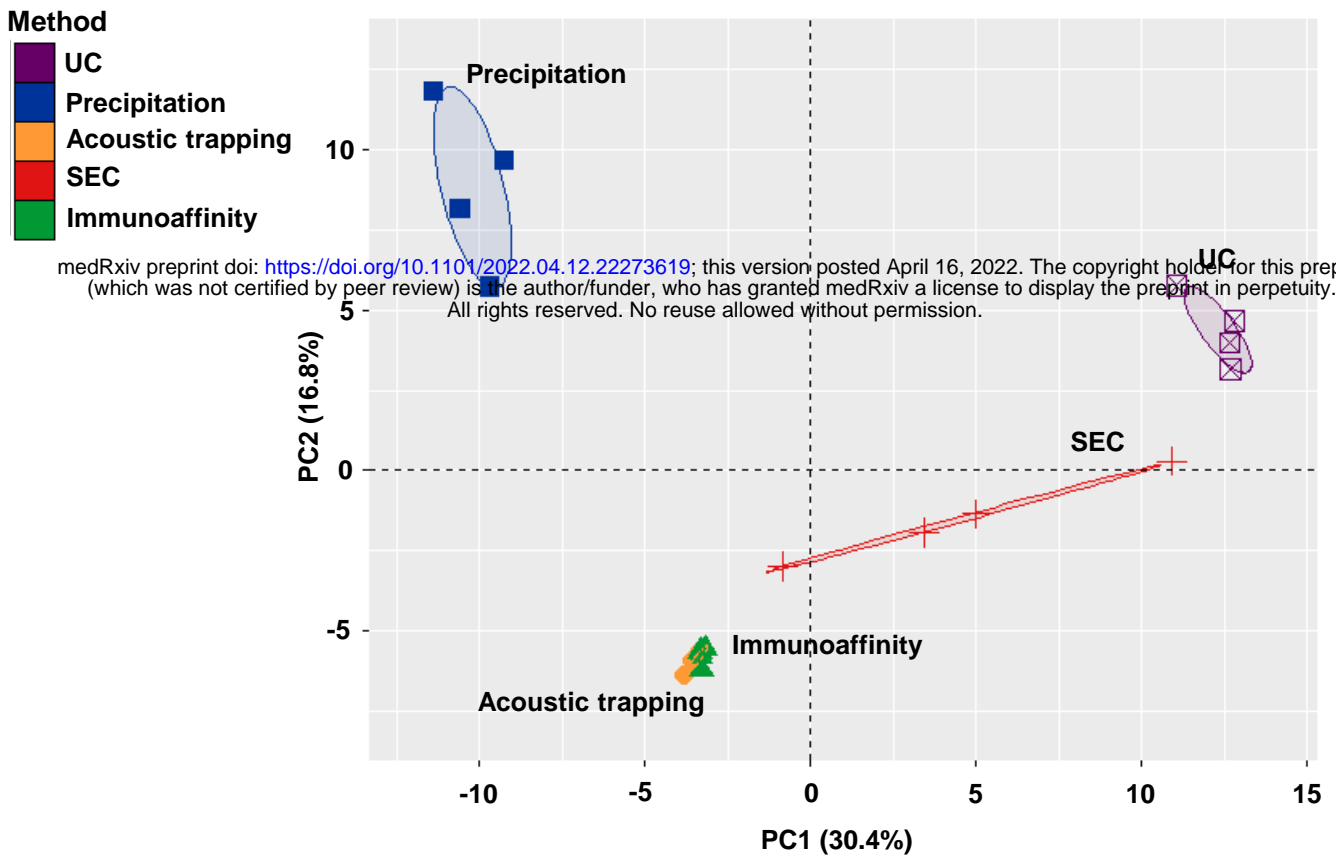 Method
UC
Precipitation
Acoustic trapping
SEC
Immunoaffinity
Precipitation
UC
SEC
Immunoaffinity
Acoustic trapping
medRxiv preprint doi: https://doi.org/10.1101/2022.04.12.22273619; this version posted April 16, 2022. The copyright holder for this prep
(which was not certified by peer review) is the author/funder, who has granted medRxiv a license to display the preprint in perpetuity.
All rights reserved. No reuse allowed without permission.
PC2 (16.8%)
10
5
0
-5
-10
-5
0
5
10
15
PC1 (30.4%)